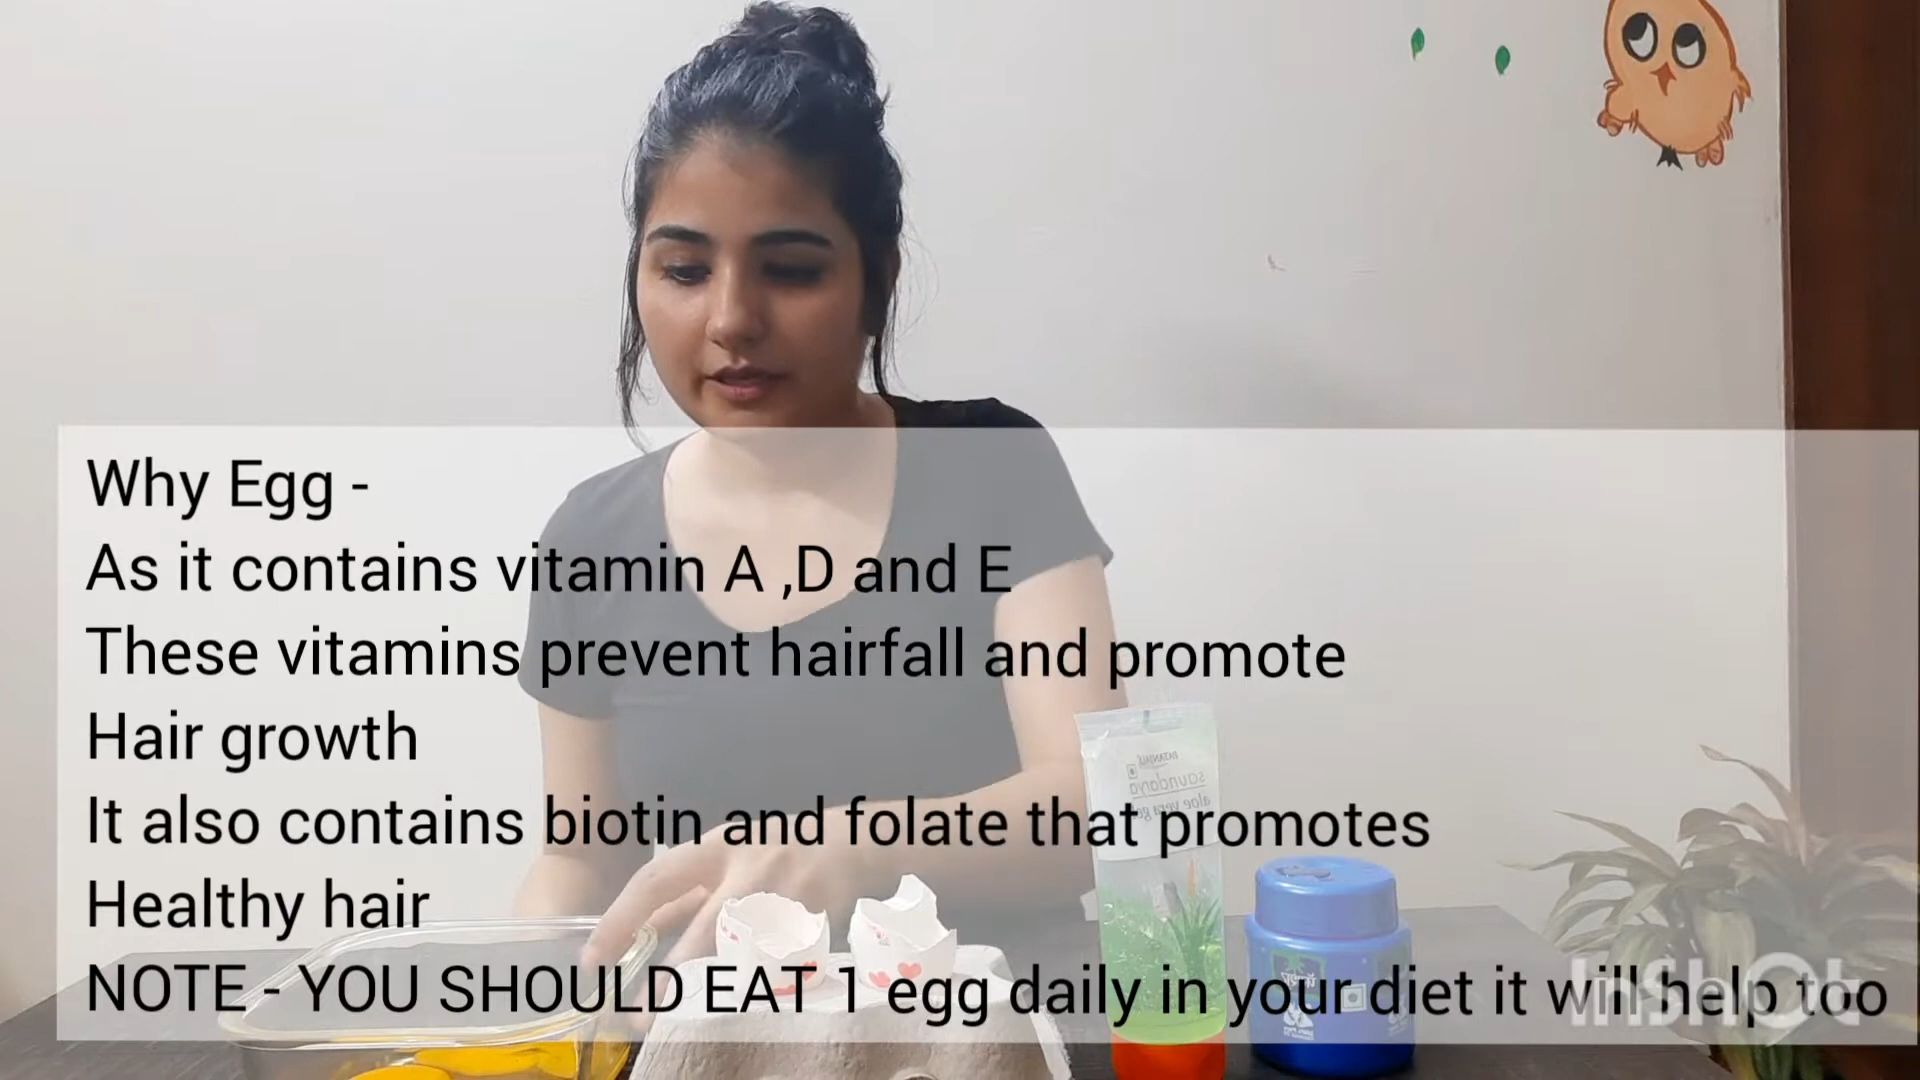 Why Egg -
As it contains vitamin A ,D and E
These vitamins prevent hairfall and promote
Hair growth
It also contains biotin and folate that promotes
Healthy hair
NOTE - YOU SHOULD EAT 1 egg daily in your diet it will help too
PATANJALI
saundarya
aloe vera gel
InShOt